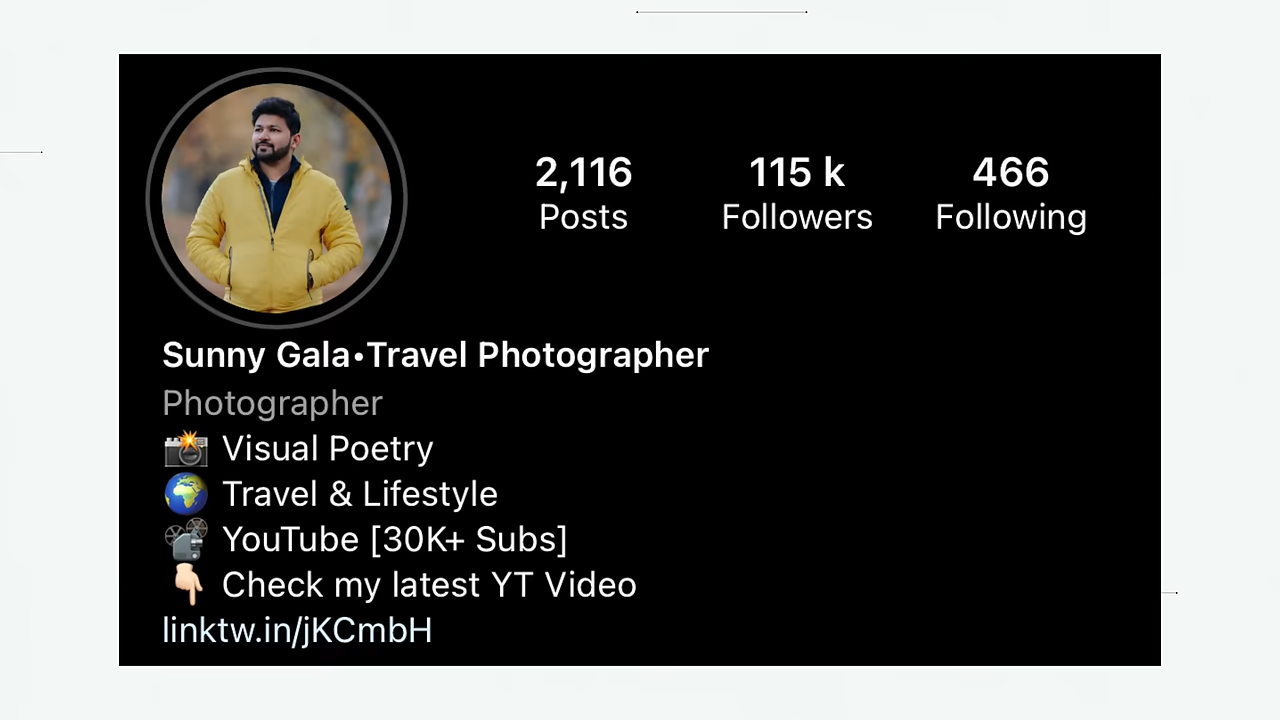 2,116 115 k 466
Posts Followers Following
Sunny Gala•Travel Photographer
Photographer
📸 Visual Poetry
🌍 Travel & Lifestyle
📽 YouTube [30K+ Subs]
👇🏻 Check my latest YT Video
linktw.in/jKCmbH